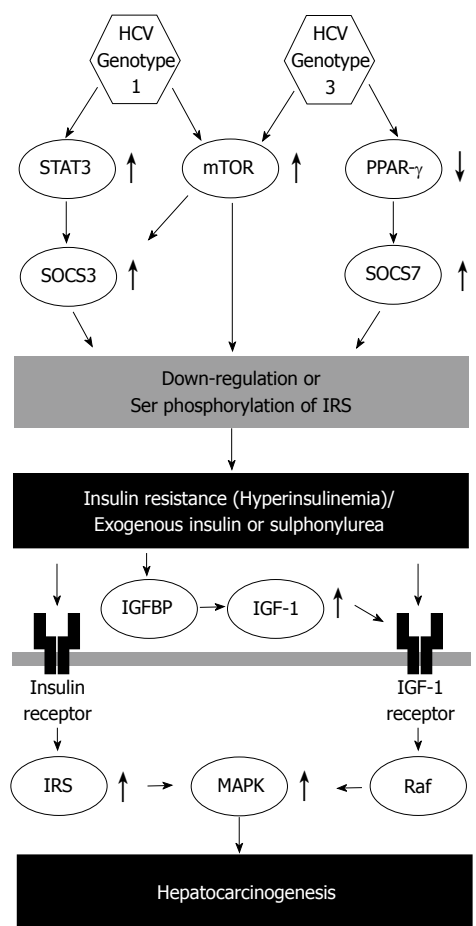 HCV
Genotype
1
HCV
Genotype
3
STAT3
mTOR
PPAR-γ
SOCS3
SOCS7
Down-regulation or
Ser phosphorylation of IRS
Insulin resistance (Hyperinsulinemia)/
Exogenous insulin or sulphonylurea
IGFBP
IGF-1
Insulin
receptor
IGF-1
receptor
IRS
MAPK
Raf
Hepatocarcinogenesis